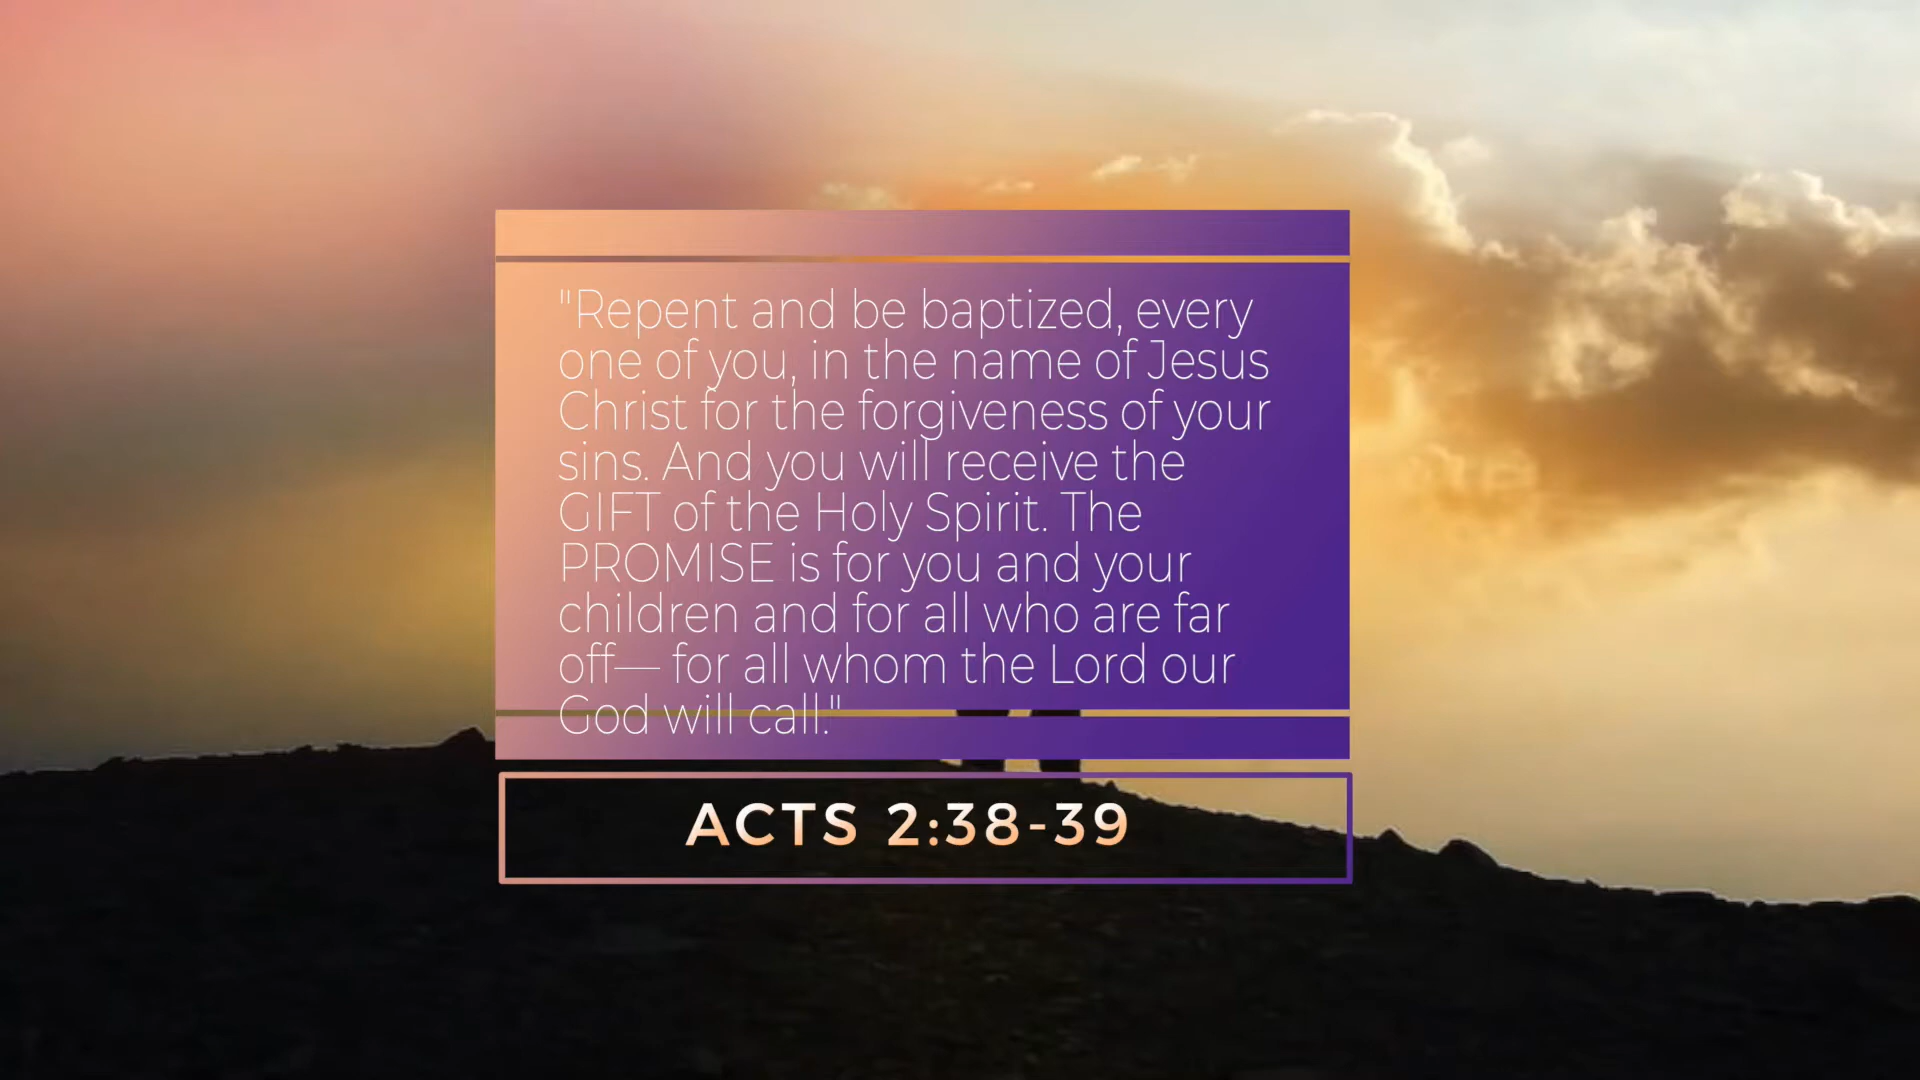 "Repent and be baptized, every
one of you, in the name of Jesus
Christ for the forgiveness of your
sins. And you will receive the
GIFT of the Holy Spirit. The
PROMISE is for you and your
children and for all who are far
off— for all whom the Lord our
God will call."
ACTS 2:38-39